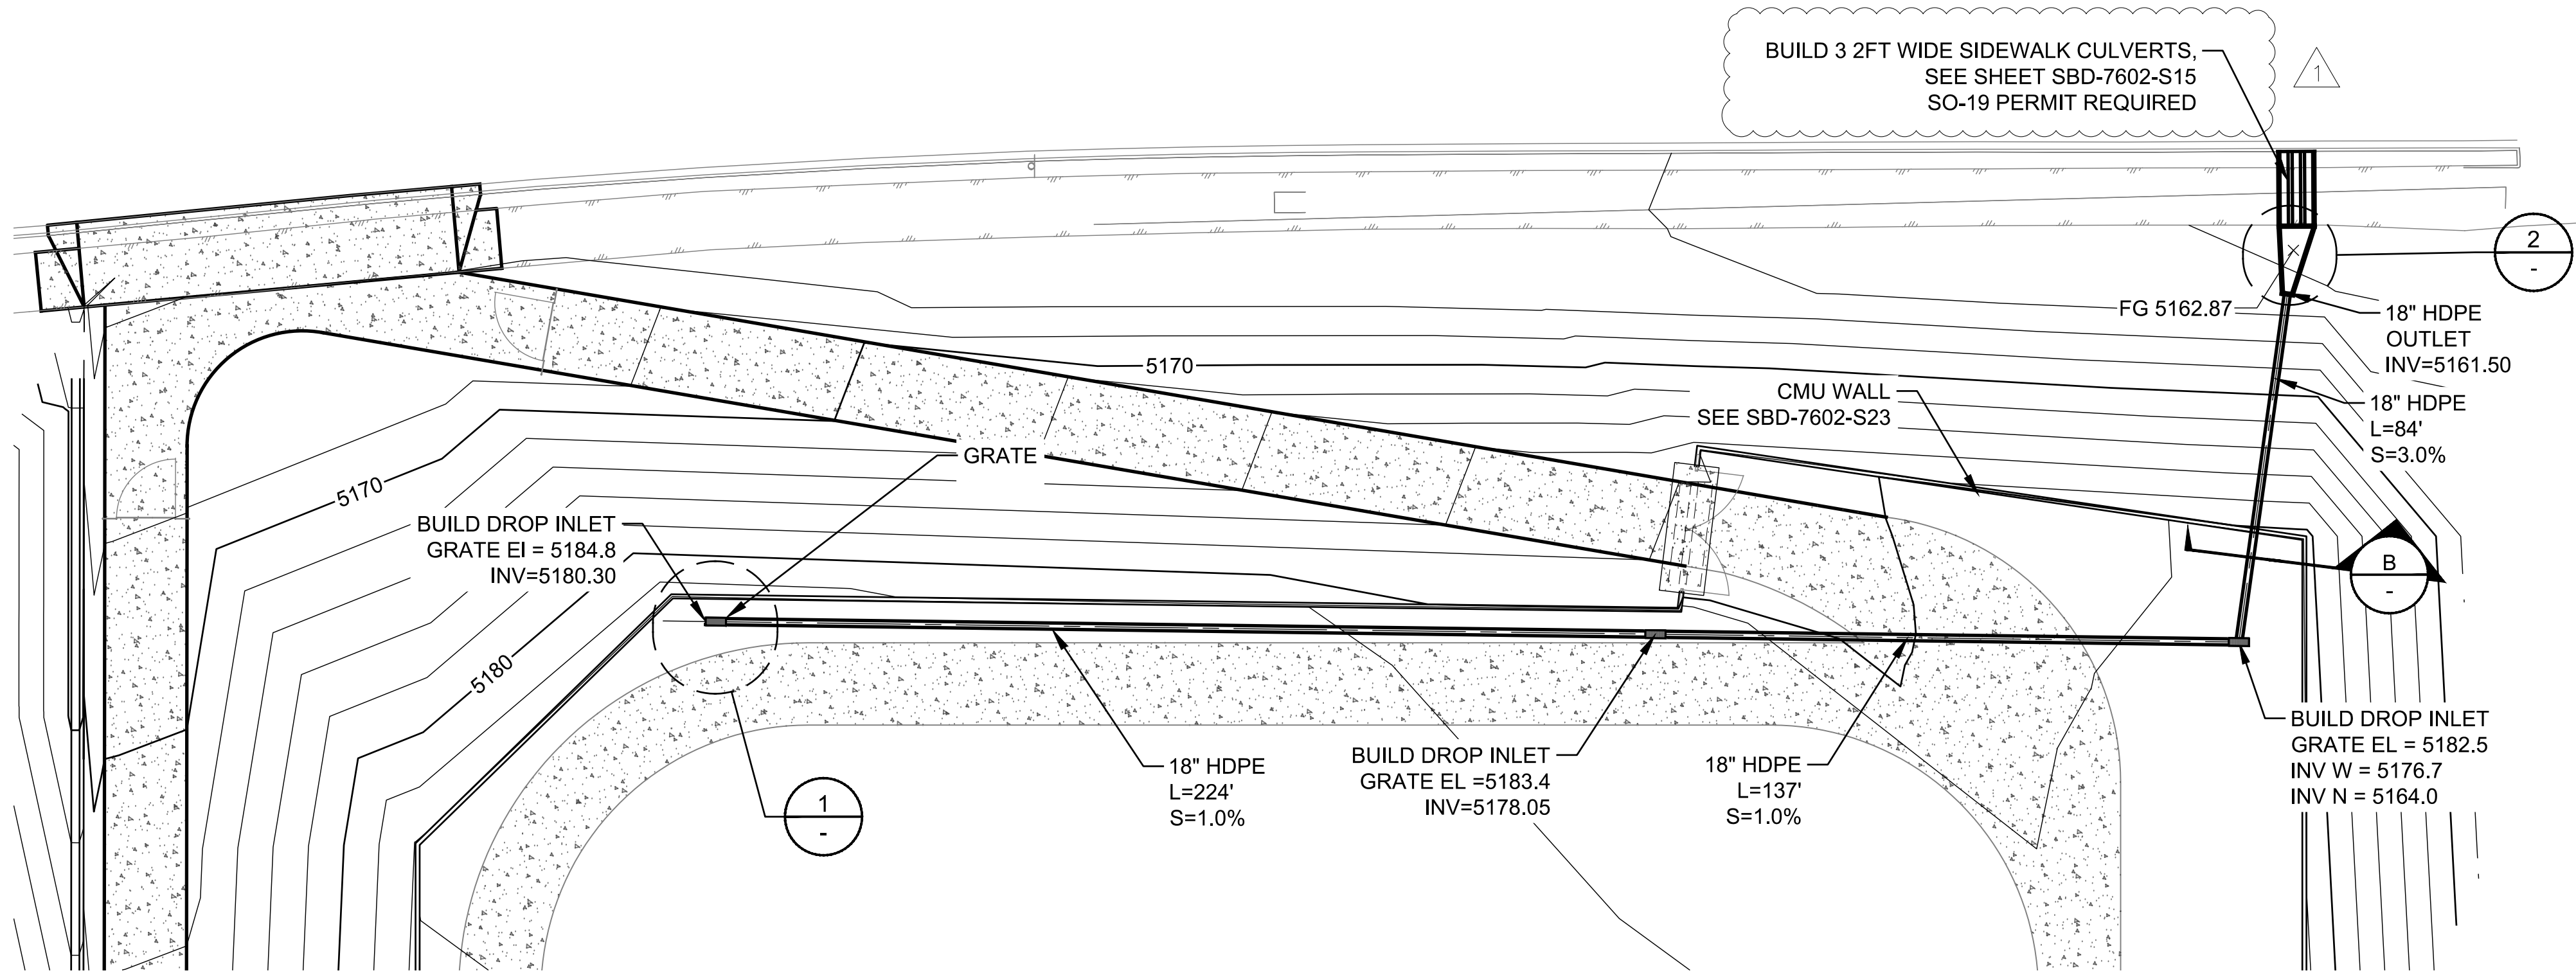 BUILD 3 2FT WIDE SIDEWALK CULVERTS,
SEE SHEET SBD-7602-S15
SO-19 PERMIT REQUIRED
1
2
-
FG 5162.87
18" HDPE
OUTLET
INV=5161.50
18" HDPE
L=84'
S=3.0%
5170
CMU WALL
SEE SBD-7602-S23
GRATE
5170
BUILD DROP INLET
GRATE El = 5184.8
INV=5180.30
B
-
5180
BUILD DROP INLET
GRATE EL = 5182.5
INV W = 5176.7
INV N = 5164.0
18" HDPE
L=224'
S=1.0%
BUILD DROP INLET
GRATE EL =5183.4
INV=5178.05
18" HDPE
L=137'
S=1.0%
1
-